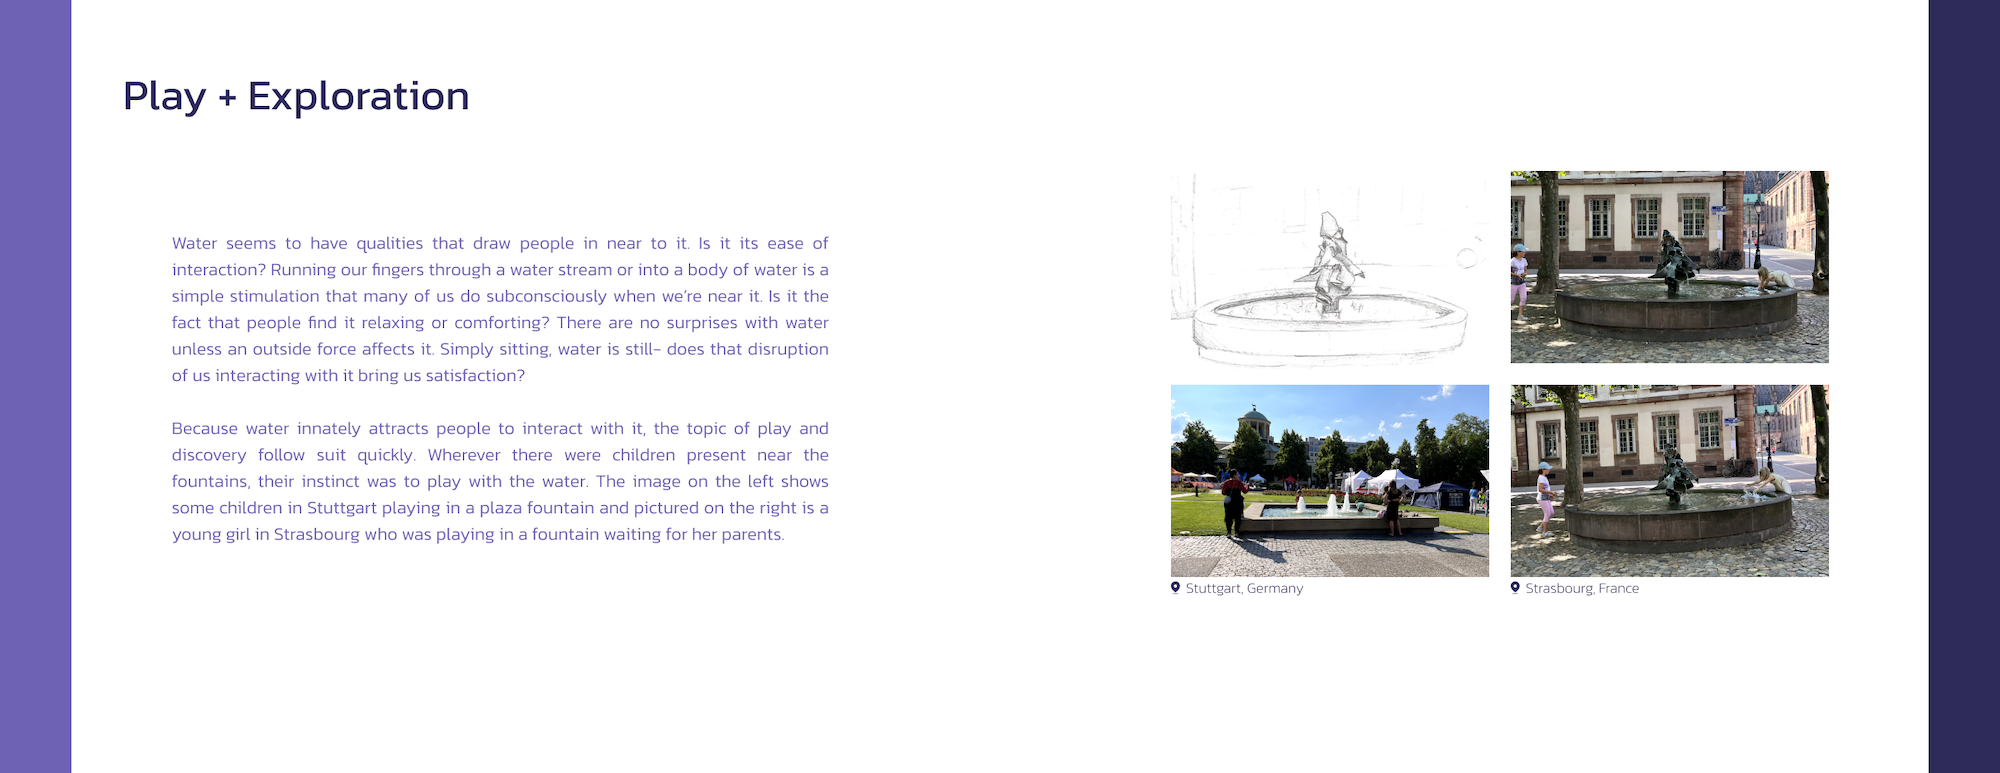 Play + Exploration
Water seems to have qualities that draw people in near to it. Is it its ease of
interaction? Running our fingers through a water stream or into a body of water is a
simple stimulation that many of us do subconsciously when we're near it. Is it the
fact that people find it relaxing or comforting? There are no surprises with water
unless an outside force affects it. Simply sitting, water is still- does that disruption
of us interacting with it bring us satisfaction?
Because water innately attracts people to interact with it, the topic of play and
discovery follow suit quickly. Wherever there were children present near the
fountains, their instinct was to play with the water. The image on the left shows
some children in Stuttgart playing in a plaza fountain and pictured on the right is a
young girl in Strasbourg who was playing in a fountain waiting for her parents.
Stuttgart, Germany
Strasbourg, France